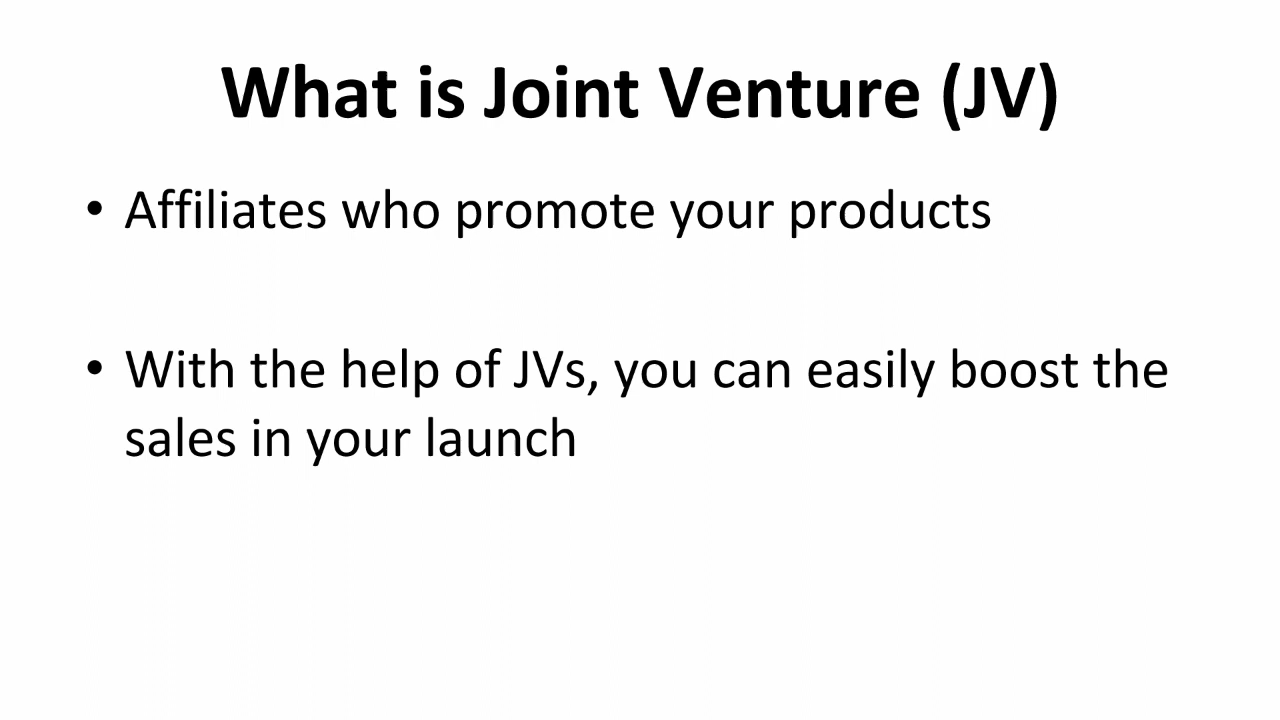 What is Joint Venture (JV)
• Affiliates who promote your products
• With the help of JVs, you can easily boost the
sales in your launch